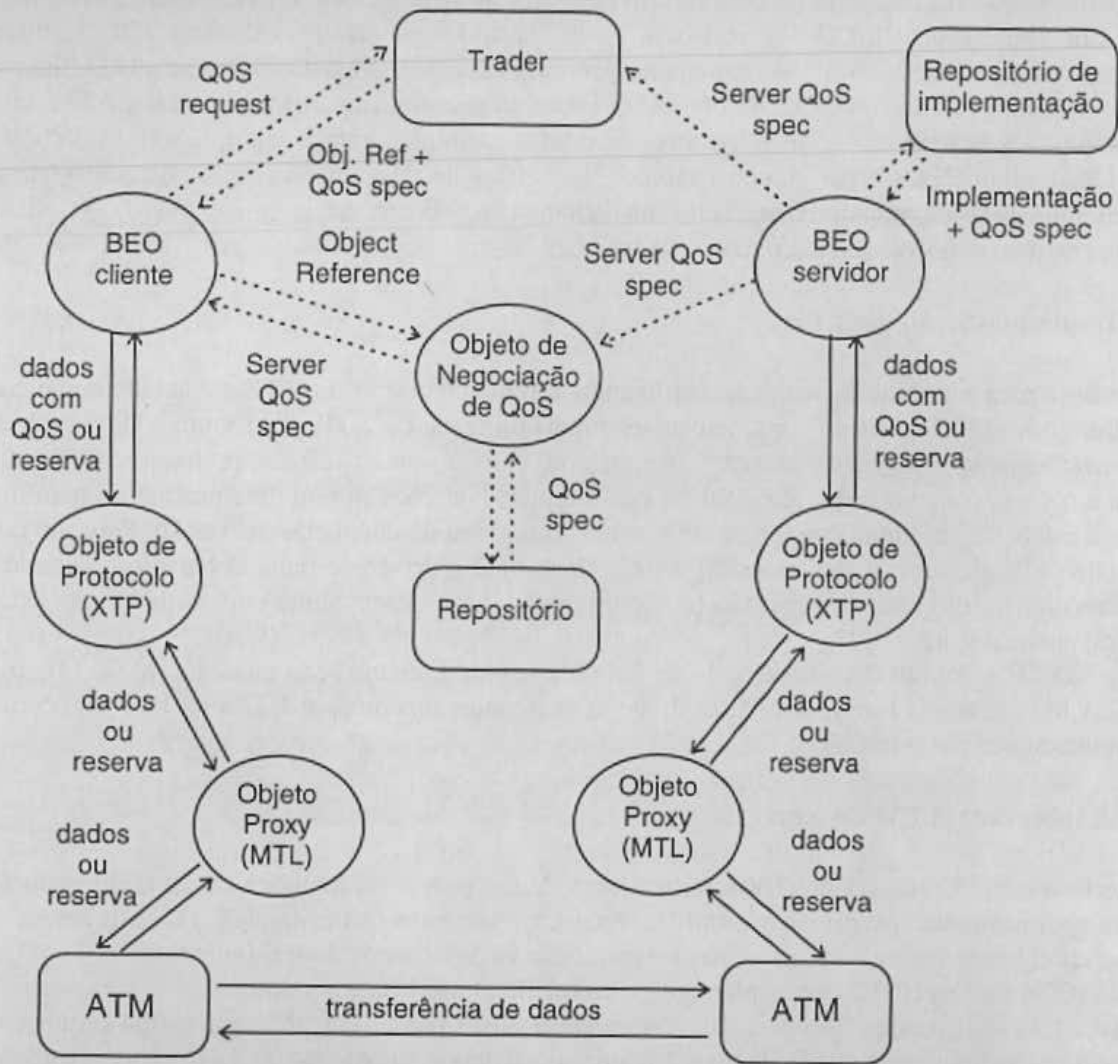 Trader
QoS
request
Server QoS
spec
Repositório de
implementação
Obj. Ref +
QoS spec
Implementação
+ QoS spec
BEO
cliente
Object
Reference
Server QoS
spec
BEO
servidor
dados
com
QoS ou
reserva
Server
QoS
spec
Objeto de
Negociação
de QoS
dados
com
QoS ou
reserva
QoS
spec
Objeto de
Protocolo
(XTP)
Repositório
Objeto de
Protocolo
(XTP)
dados
ou
reserva
dados
ou
reserva
Objeto
Proxy
(MTL)
Objeto
Proxy
(MTL)
dados
ou
reserva
dados
ou
reserva
ATM
transferência de dados
ATM